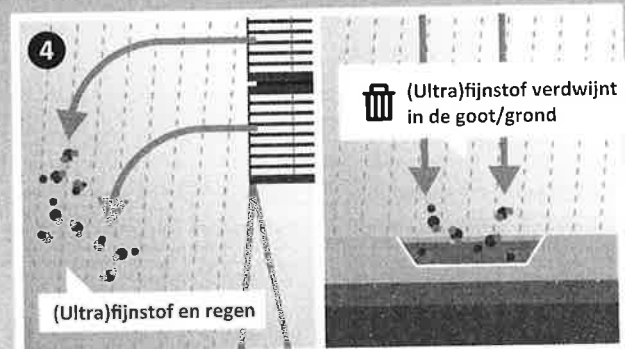 4
(Ultra)fijnstof en regen
(Ultra)fijnstof verdwijnt
in de goot/grond